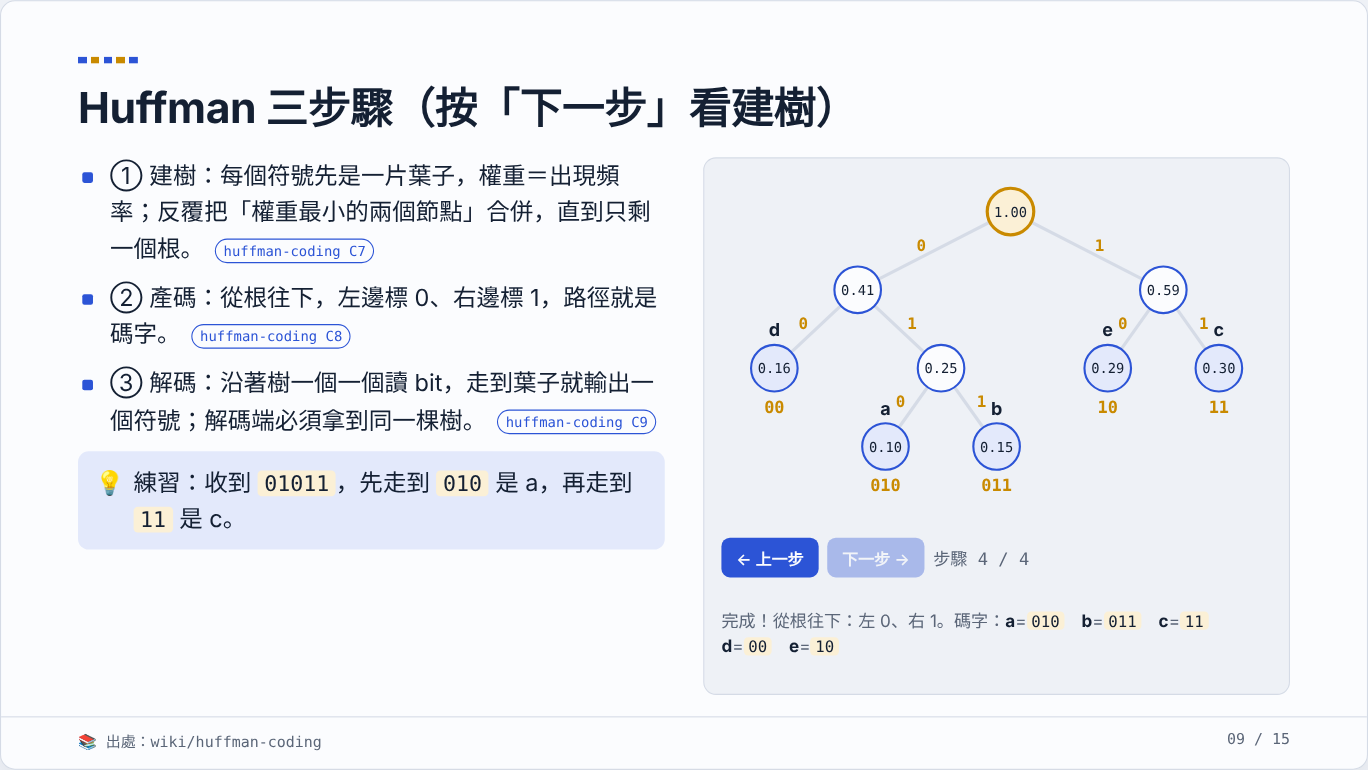 Huffman 三步驟（按「下一步」看建樹）
① 建樹：每個符號先是一片葉子，權重＝出現頻
率；反覆把「權重最小的兩個節點」合併，直到只剩
一個根。 huffman-coding C7
② 產碼：從根往下，左邊標 0、右邊標 1，路徑就是
碼字。 huffman-coding C8
③ 解碼：沿著樹一個一個讀 bit，走到葉子就輸出一
個符號；解碼端必須拿到同一棵樹。 huffman-coding C9
💡 練習：收到 01011，先走到 010 是 a，再走到
11 是 c。
1.00
0 1
0.41 0.59
d 0 1 e 0 1 c
0.16 0.25 0.29 0.30
00 a 0 1 b 10 11
0.10 0.15
010 011
← 上一步 下一步 → 步驟 4 / 4
完成！從根往下：左 0、右 1。碼字：a=010 b=011 c=11
d=00 e=10
📚 出處：wiki/huffman-coding 09 / 15